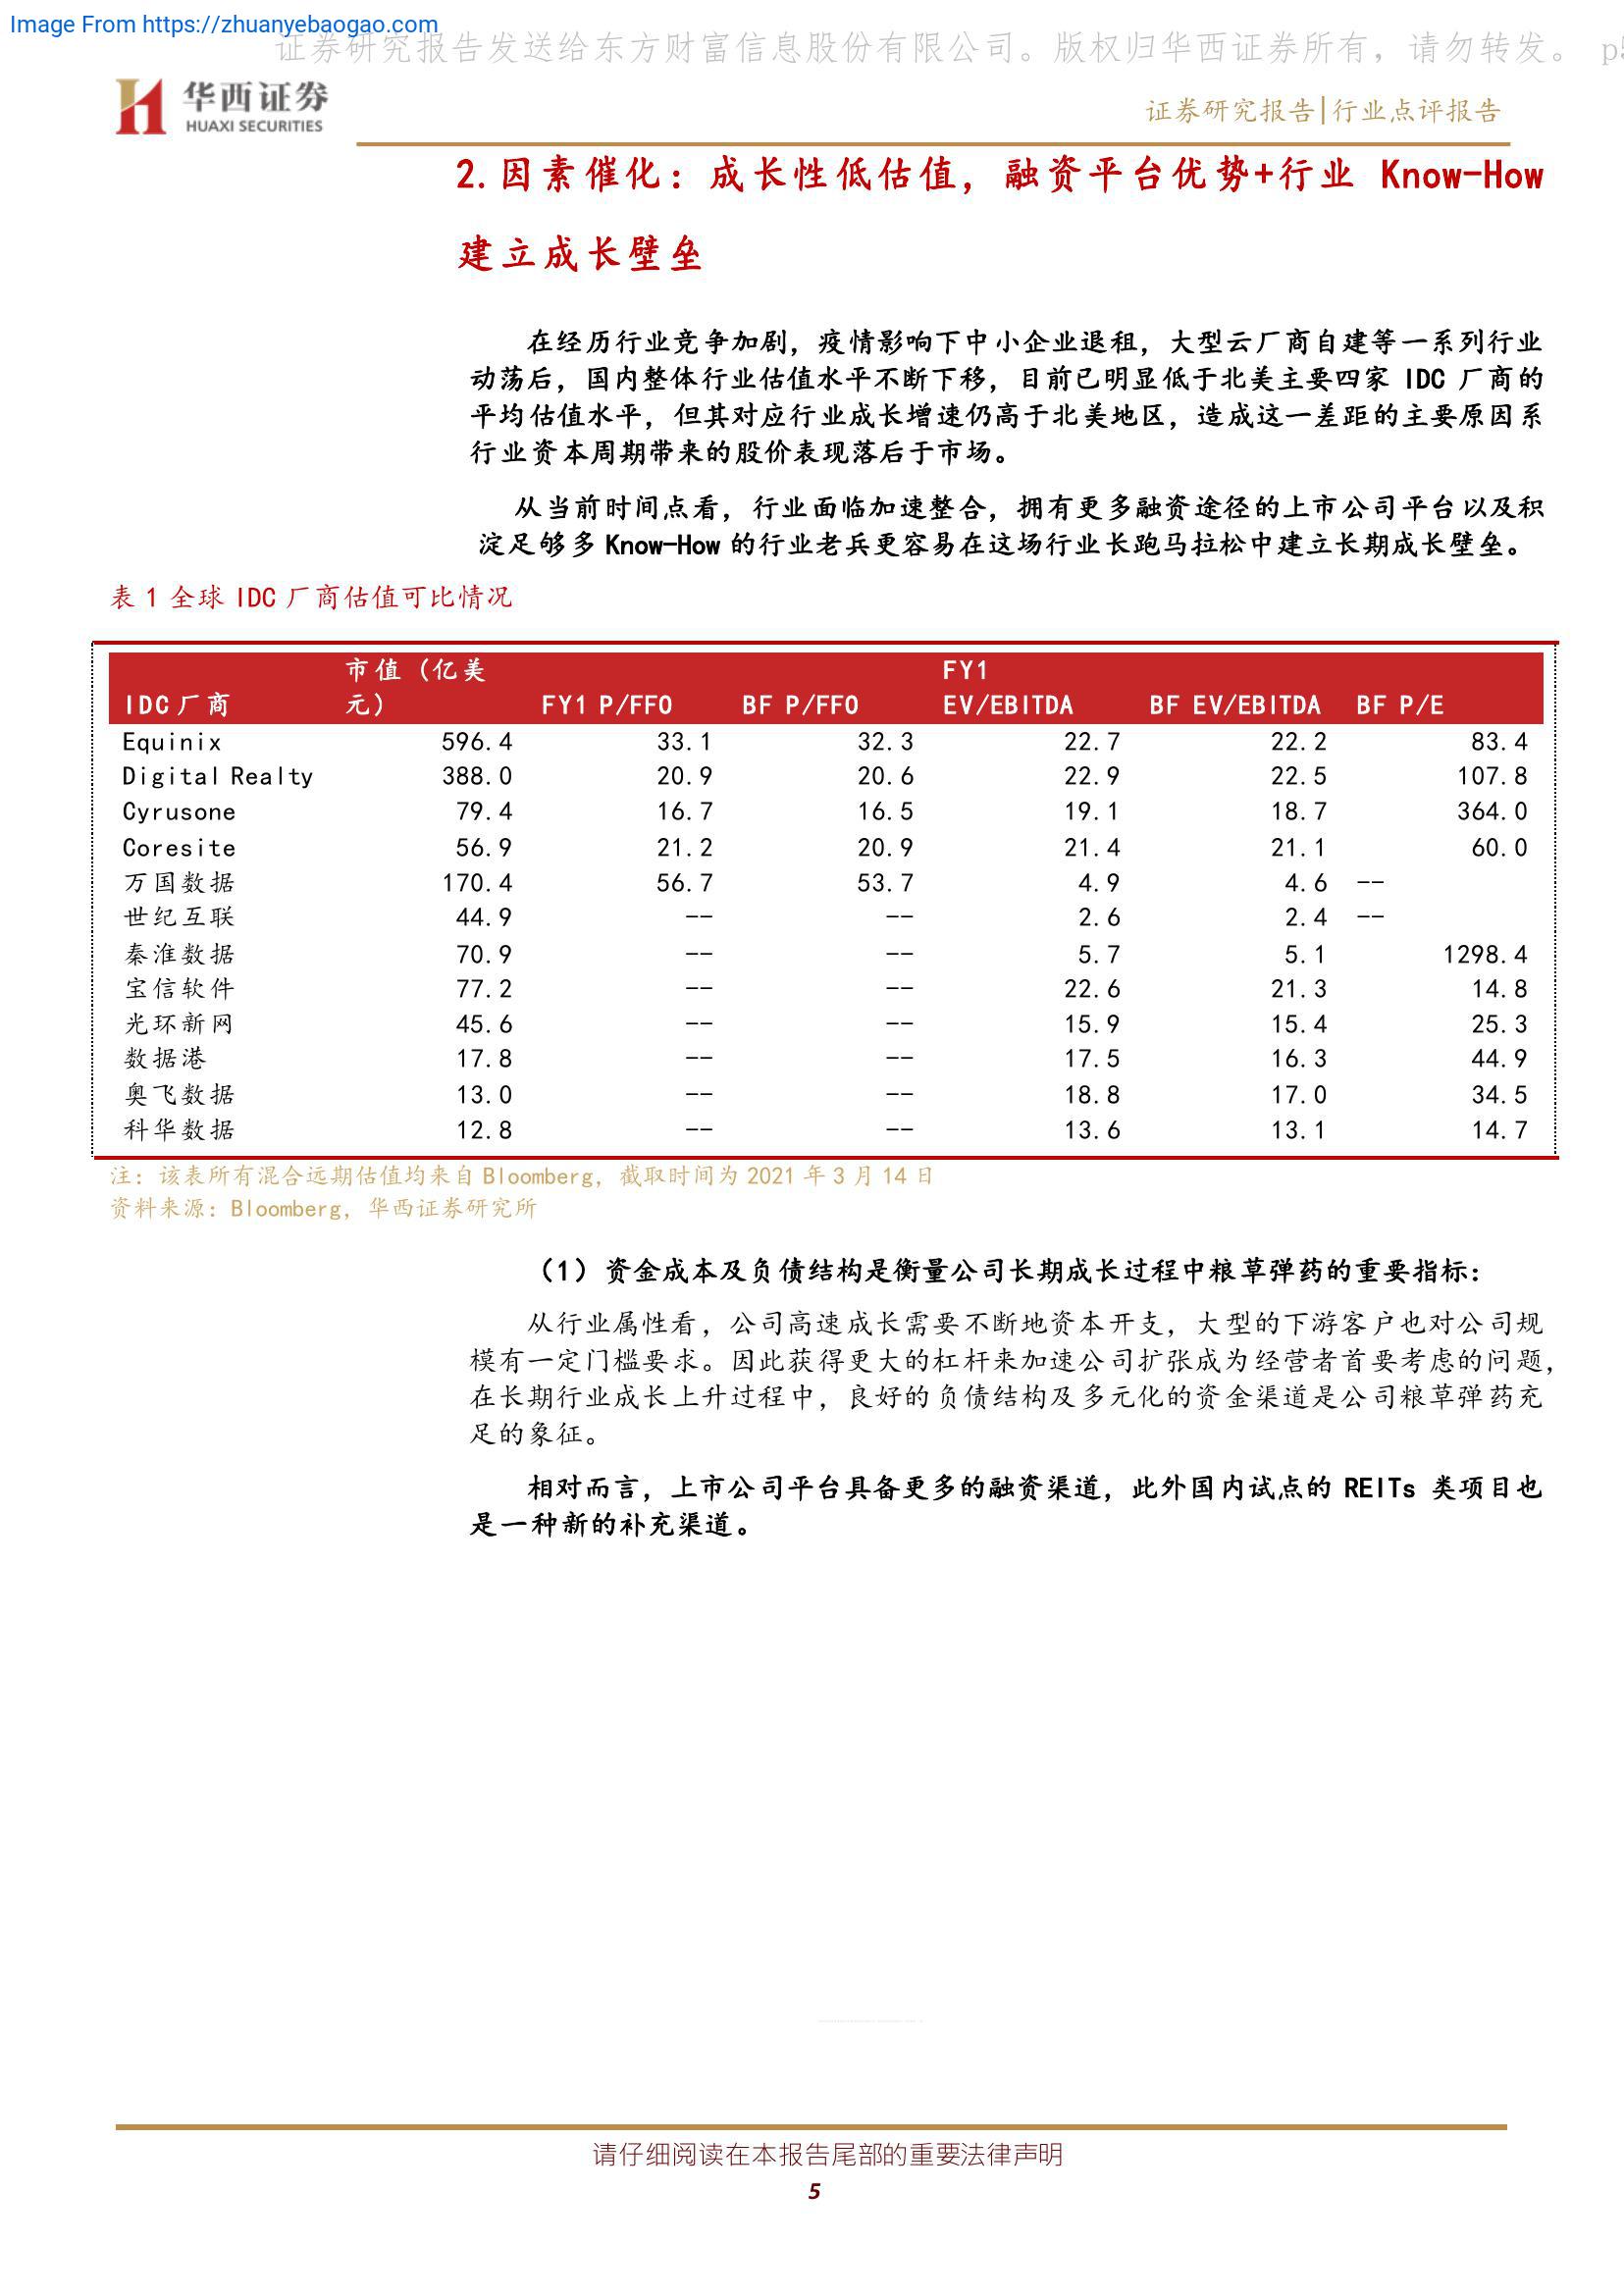 Image From https://zhuanyebaogao.com
证券研究报告发送给东方财富信息股份有限公司。版权归华西证券所有，请勿转发。 p5
华西证券
HUAXI SECURITIES
证券研究报告|行业点评报告
2.因素催化：成长性低估值，融资平台优势+行业 Know-How
建立成长壁垒
在经历行业竞争加剧，疫情影响下中小企业退租，大型云厂商自建等一系列行业
动荡后，国内整体行业估值水平不断下移，目前已明显低于北美主要四家 IDC 厂商的
平均估值水平，但其对应行业成长增速仍高于北美地区，造成这一差距的主要原因系
行业资本周期带来的股价表现落后于市场。
从当前时间点看，行业面临加速整合，拥有更多融资途径的上市公司平台以及积
淀足够多 Know-How 的行业老兵更容易在这场行业长跑马拉松中建立长期成长壁垒。
表 1 全球 IDC 厂商估值可比情况
IDC厂商 市值（亿美元） FY1 P/FFO BF P/FFO FY1 EV/EBITDA BF EV/EBITDA BF P/E
Equinix 596.4 33.1 32.3 22.7 22.2 83.4
Digital Realty 388.0 20.9 20.6 22.9 22.5 107.8
Cyrusone 79.4 16.7 16.5 19.1 18.7 364.0
Coresite 56.9 21.2 20.9 21.4 21.1 60.0
万国数据 170.4 56.7 53.7 4.9 4.6 --
世纪互联 44.9 -- -- 2.6 2.4 --
秦淮数据 70.9 -- -- 5.7 5.1 1298.4
宝信软件 77.2 -- -- 22.6 21.3 14.8
光环新网 45.6 -- -- 15.9 15.4 25.3
数据港 17.8 -- -- 17.5 16.3 44.9
奥飞数据 13.0 -- -- 18.8 17.0 34.5
科华数据 12.8 -- -- 13.6 13.1 14.7
注：该表所有混合远期估值均来自 Bloomberg，截取时间为 2021 年 3 月 14 日
资料来源：Bloomberg，华西证券研究所
（1）资金成本及负债结构是衡量公司长期成长过程中粮草弹药的重要指标：
从行业属性看，公司高速成长需要不断地资本开支，大型的下游客户也对公司规
模有一定门槛要求。因此获得更大的杠杆来加速公司扩张成为经营者首要考虑的问题，
在长期行业成长上升过程中，良好的负债结构及多元化的资金渠道是公司粮草弹药充
足的象征。
相对而言，上市公司平台具备更多的融资渠道，此外国内试点的 REITs 类项目也
是一种新的补充渠道。
请仔细阅读在本报告尾部的重要法律声明
5